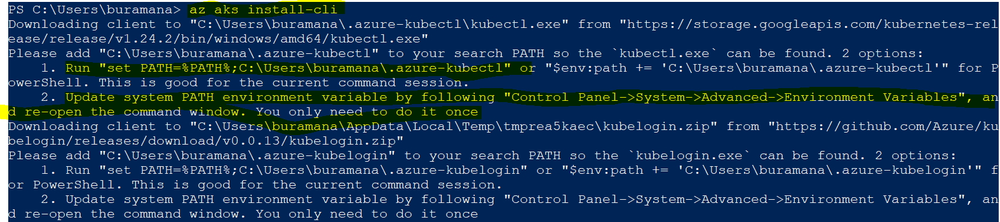 PS C:\Users\buramana> az aks install-cli
Downloading client to "C:\Users\buramana\.azure-kubectl\kubectl.exe" from "https://storage.googleapis.com/kubernetes-rel
ease/release/v1.24.2/bin/windows/amd64/kubectl.exe"
Please add "C:\Users\buramana\.azure-kubectl" to your search PATH so the `kubectl.exe` can be found. 2 options:
    1. Run "set PATH=%PATH%;C:\Users\buramana\.azure-kubectl" or "$env:path += 'C:\Users\buramana\.azure-kubectl'" for P
owerShell. This is good for the current command session.
    2. Update system PATH environment variable by following "Control Panel->System->Advanced->Environment Variables", an
d re-open the command window. You only need to do it once
Downloading client to "C:\Users\buramana\AppData\Local\Temp\tmprea5kaec\kubelogin.zip" from "https://github.com/Azure/ku
belogin/releases/download/v0.0.13/kubelogin.zip"
Please add "C:\Users\buramana\.azure-kubelogin" to your search PATH so the `kubelogin.exe` can be found. 2 options:
    1. Run "set PATH=%PATH%;C:\Users\buramana\.azure-kubelogin" or "$env:path += 'C:\Users\buramana\.azure-kubelogin'" f
or PowerShell. This is good for the current command session.
    2. Update system PATH environment variable by following "Control Panel->System->Advanced->Environment Variables", an
d re-open the command window. You only need to do it once